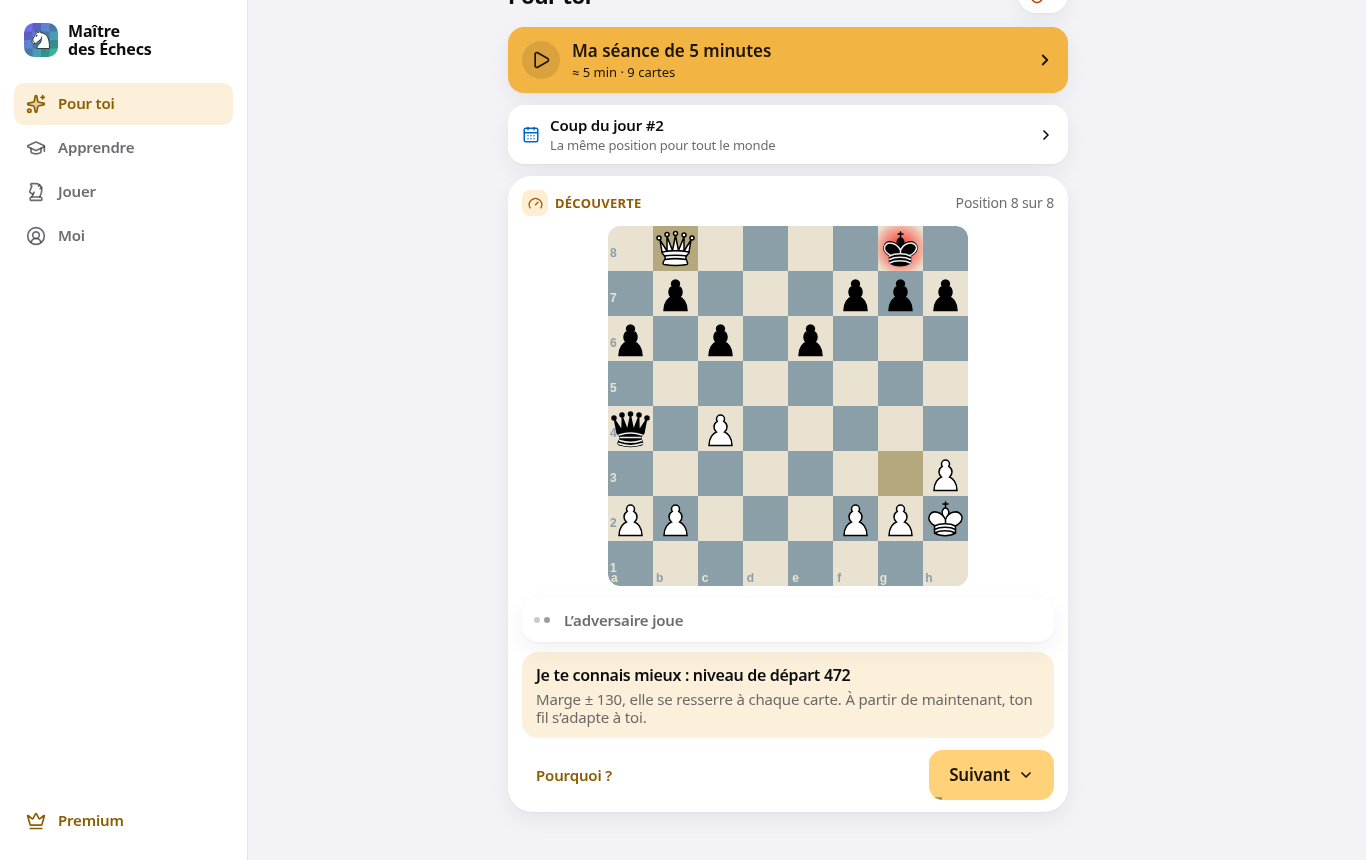 Maître
des Échecs
Pour toi
Apprendre
Jouer
Moi
Premium
Pour toi
Ma séance de 5 minutes
≈ 5 min · 9 cartes
Coup du jour #2
La même position pour tout le monde
DÉCOUVERTE
Position 8 sur 8
8
7
6
5
4
3
2
1
a b c d e f g h
L’adversaire joue
Je te connais mieux : niveau de départ 472
Marge ± 130, elle se resserre à chaque carte. À partir de maintenant, ton
fil s’adapte à toi.
Pourquoi ?
Suivant